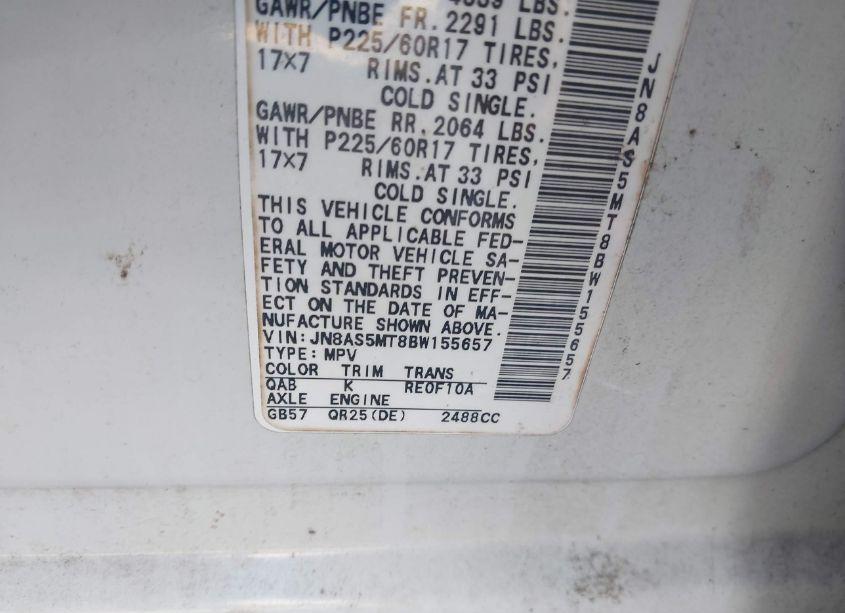 GAWR/PNBE FR. 2291 LBS.
WITH P225/60R17 TIRES,
17X7 RIMS. AT 33 PSI
COLD SINGLE.
GAWR/PNBE RR. 2064 LBS.
WITH P225/60R17 TIRES,
17X7 RIMS. AT 33 PSI
COLD SINGLE.
THIS VEHICLE CONFORMS
TO ALL APPLICABLE FED-
ERAL MOTOR VEHICLE SA-
FETY AND THEFT PREVEN-
TION STANDARDS IN EFF-
ECT ON THE DATE OF MA-
NUFACTURE SHOWN ABOVE.
VIN:JN8AS5MT8BW155657
TYPE:MPV
COLOR TRIM TRANS
QAB K RE0F10A
AXLE ENGINE
GB57 QR25(DE) 2488CC
JN8AS5MT8BW155657